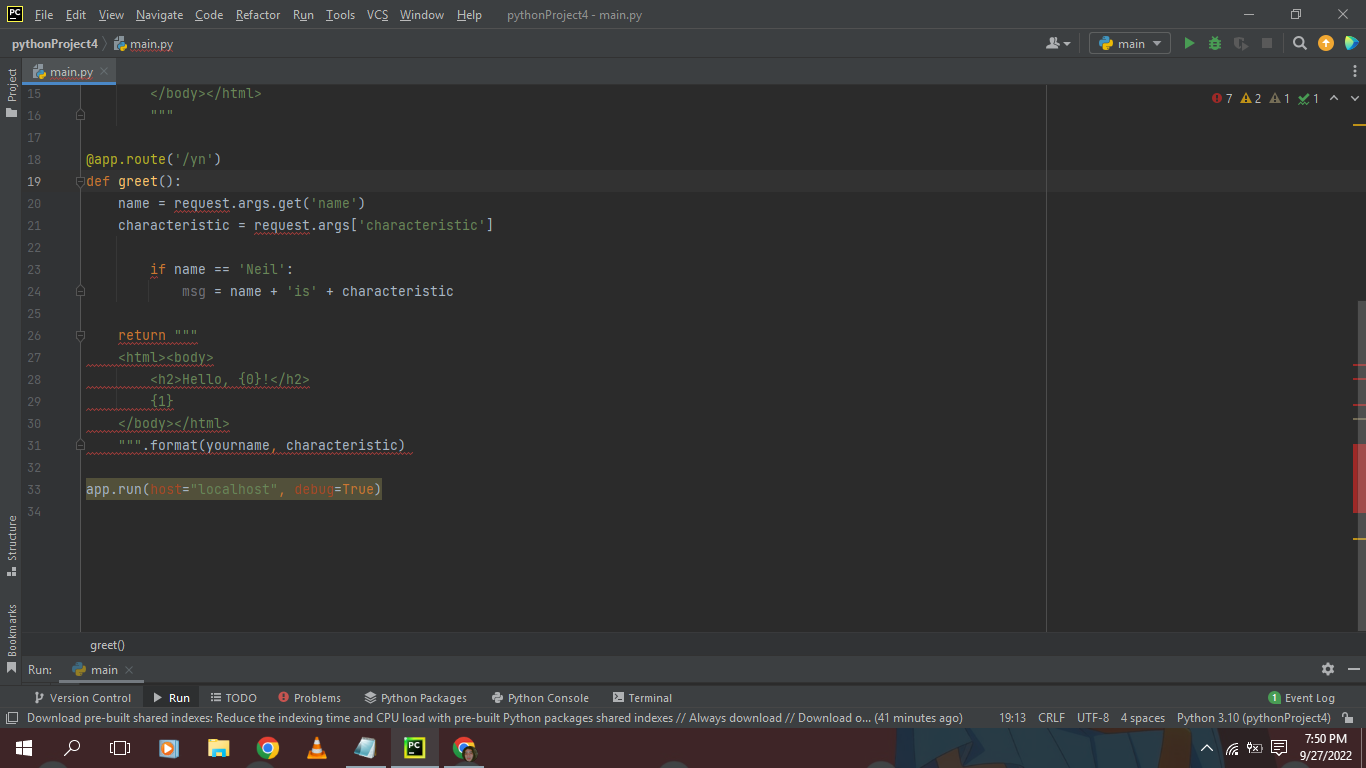 PC File Edit View Navigate Code Refactor Run Tools VCS Window Help pythonProject4 - main.py
pythonProject4 main.py main
Project main.py
15 </body></html> 7 2 1 1
16 """
17
18 @app.route('/yn')
19 def greet():
20 name = request.args.get('name')
21 characteristic = request.args['characteristic']
22
23 if name == 'Neil':
24 msg = name + 'is' + characteristic
25
26 return """
27 <html><body>
28 <h2>Hello, {0}!</h2>
29 {1}
30 </body></html>
31 """.format(yourname, characteristic)
32
33 app.run(host="localhost", debug=True)
34
Structure
Bookmarks
greet()
Run: main
Version Control Run TODO Problems Python Packages Python Console Terminal 1 Event Log
Download pre-built shared indexes: Reduce the indexing time and CPU load with pre-built Python packages shared indexes // Always download // Download o... (41 minutes ago) 19:13 CRLF UTF-8 4 spaces Python 3.10 (pythonProject4)
PC 7:50 PM
9/27/2022